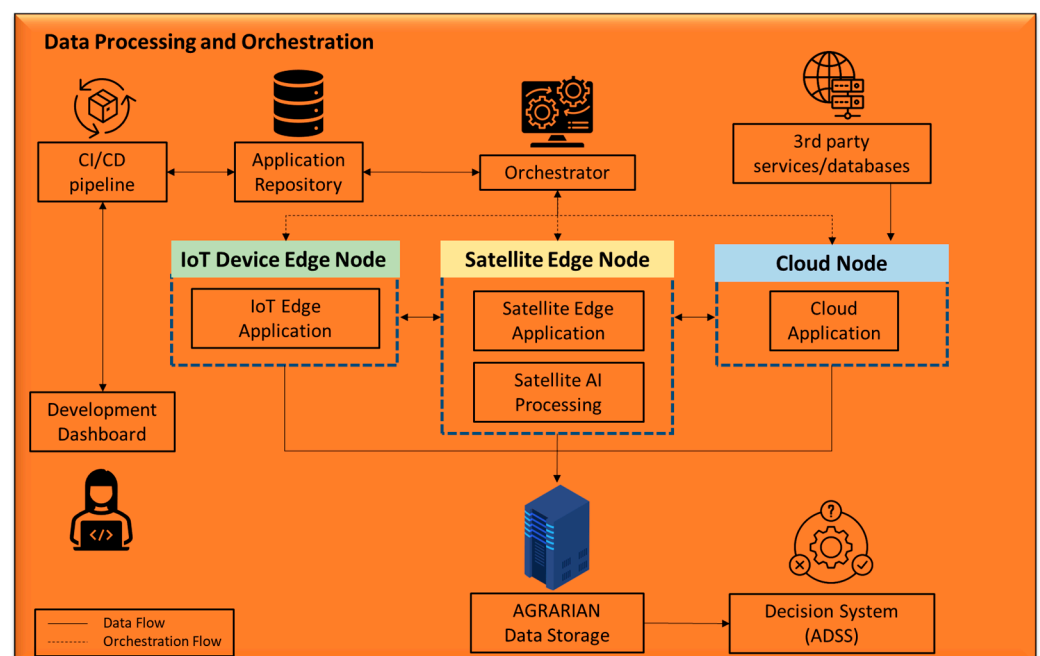 Data Processing and Orchestration
CI/CD
pipeline
Application
Repository
Orchestrator
3rd party
services/databases
IoT Device Edge Node
Satellite Edge Node
Cloud Node
IoT Edge
Application
Satellite Edge
Application
Cloud
Application
Satellite AI
Processing
Development
Dashboard
</>
?
AGRARIAN
Data Storage
Decision System
(ADSS)
Data Flow
Orchestration Flow